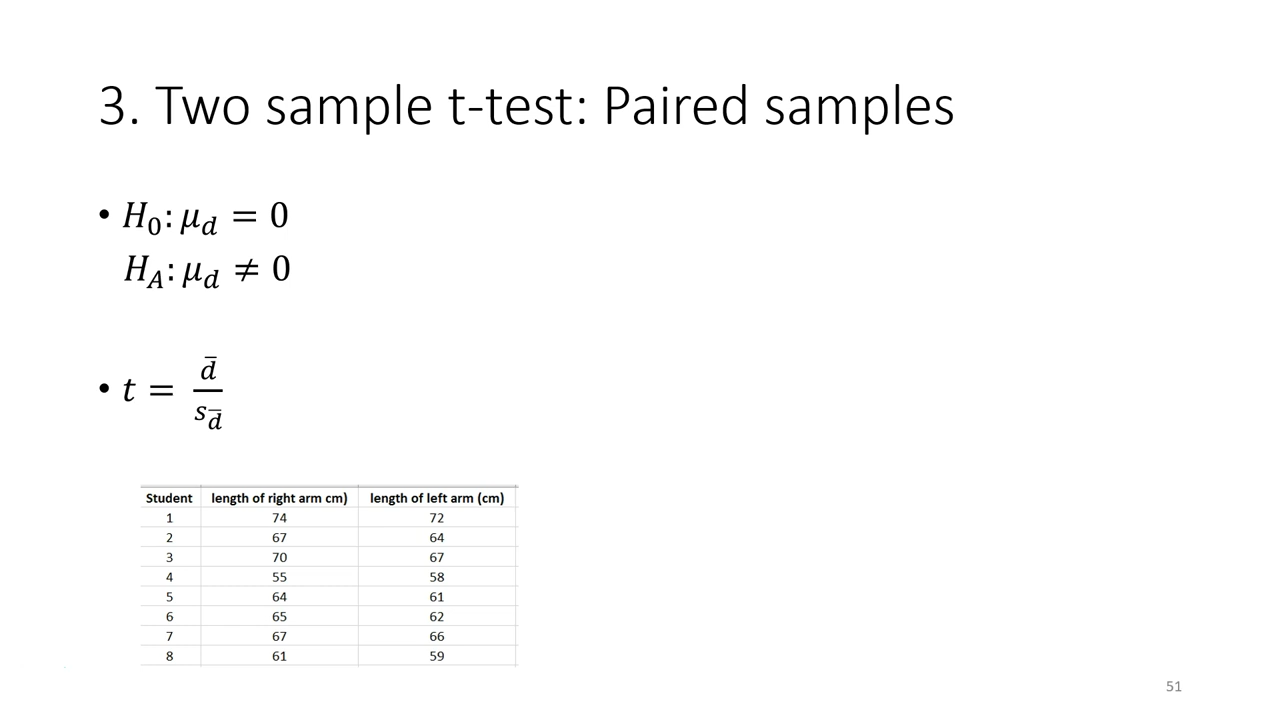 3. Two sample t-test: Paired samples
• H₀: μ_d = 0
H_A: μ_d ≠ 0
• t = d̄ / s_d̄
Student length of right arm cm) length of left arm (cm)
1 74 72
2 67 64
3 70 67
4 55 58
5 64 61
6 65 62
7 67 66
8 61 59
51